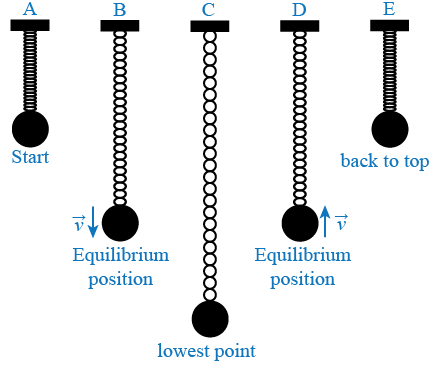 A B C D E
Start
back to top
v⃗
v⃗
Equilibrium
position
Equilibrium
position
lowest point